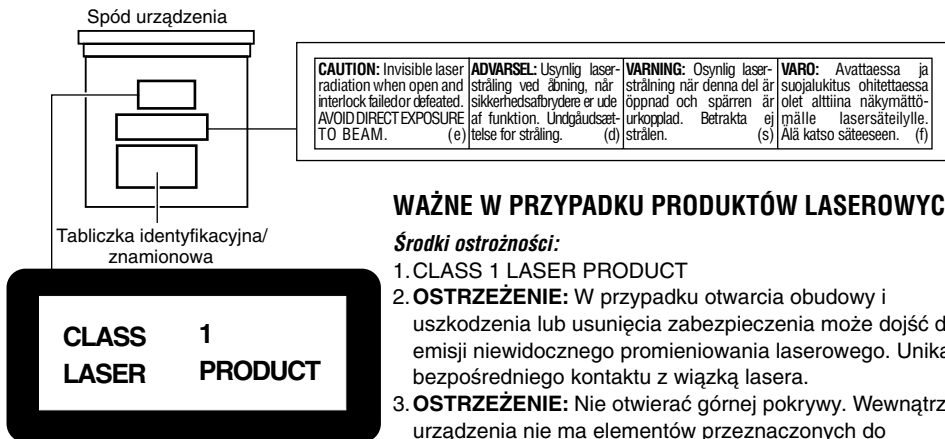 Spód urządzenia
CAUTION: Invisible laser
radiation when open and
interlock failed or defeated.
AVOID DIRECT EXPOSURE
TO BEAM. (e)
ADVARSEL: Usynlig laser-
stråling ved åbning, når
sikkerhedsafbrydere er ude
af funktion. Undgåudsæt-
telse for stråling. (d)
VARNING: Osynlig laser-
strålning när denna del är
öppnad och spärren är
urkopplad. Betrakta ej
strålen. (s)
VARO: Avattaessa ja
suojalukitus ohitettaessa
olet alttiina näkymättö-
mälle lasersäteilylle.
Älä katso säteeseen. (f)
Tabliczka identyfikacyjna/
znamionowa
CLASS 1
LASER PRODUCT
WAŻNE W PRZYPADKU PRODUKTÓW LASEROWYC
Środki ostrożności:
1. CLASS 1 LASER PRODUCT
2. OSTRZEŻENIE: W przypadku otwarcia obudowy i
uszkodzenia lub usunięcia zabezpieczenia może dojść d
emisji niewidocznego promieniowania laserowego. Unika
bezpośredniego kontaktu z wiązką lasera.
3. OSTRZEŻENIE: Nie otwierać górnej pokrywy. Wewnątrz
urządzenia nie ma elementów przeznaczonych do